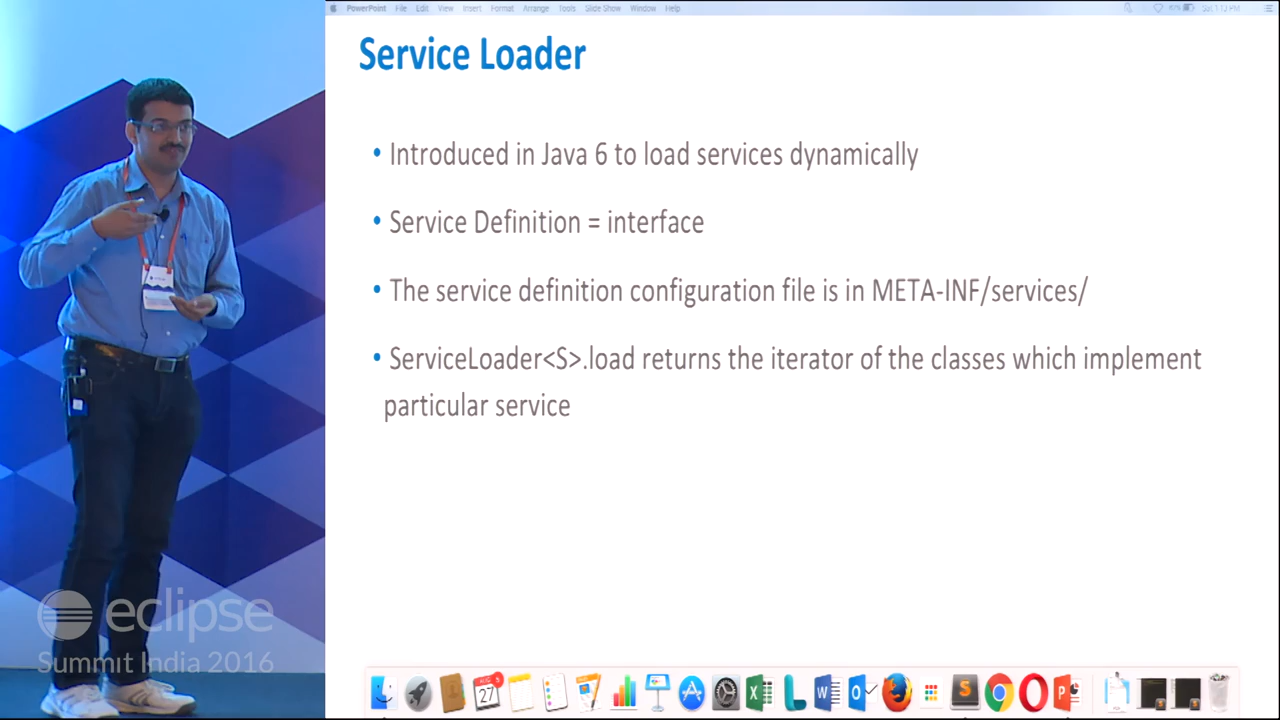 PowerPoint File Edit View Insert Format Arrange Tools Slide Show Window Help
Service Loader
• Introduced in Java 6 to load services dynamically
• Service Definition = interface
• The service definition configuration file is in META-INF/services/
• ServiceLoader<S>.load returns the iterator of the classes which implement
particular service
eclipse
Summit India 2016
AUG
27